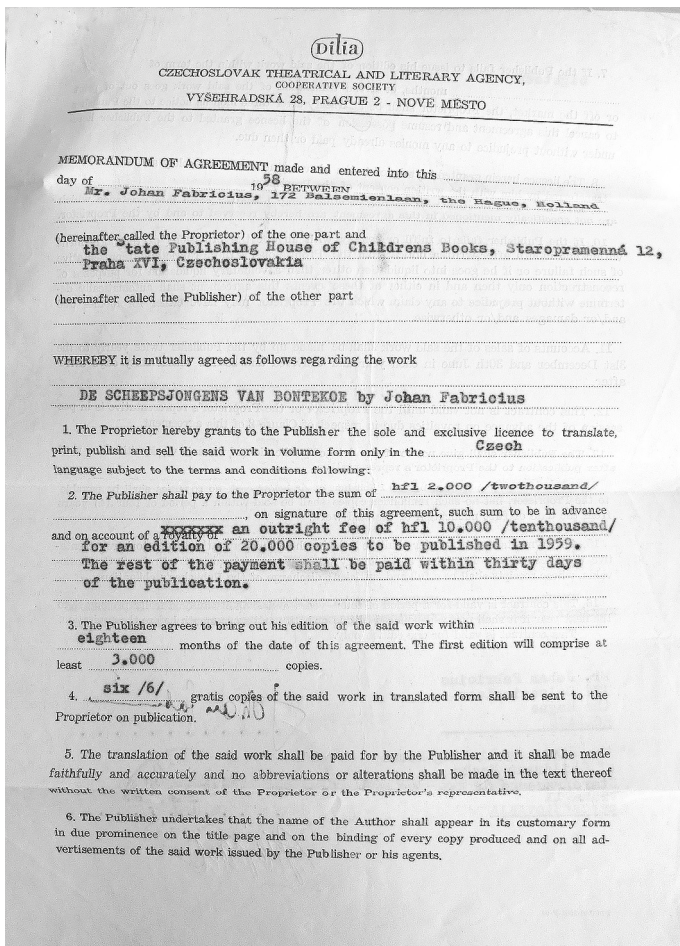 Dilia
CZECHOSLOVAK THEATRICAL AND LITERARY AGENCY,
COOPERATIVE SOCIETY
VYŠEHRADSKÁ 28, PRAGUE 2 - NOVÉ MĚSTO
MEMORANDUM OF AGREEMENT made and entered into this
day of 1958 BETWEEN
Mr. Johan Fabricius, 172 Balsemienlaan, the Hague, Holland
(hereinafter called the Proprietor) of the one part and
the State Publishing House of Childrens Books, Staropramenná 12,
Praha XVI, Czechoslovakia
(hereinafter called the Publisher) of the other part
WHEREBY it is mutually agreed as follows regarding the work
DE SCHEEPSJONGENS VAN BONTEKOE by Johan Fabricius
1. The Proprietor hereby grants to the Publisher the sole and exclusive licence to translate,
print, publish and sell the said work in volume form only in the Czech
language subject to the terms and conditions following:
2. The Publisher shall pay to the Proprietor the sum of hfl 2.000 /twothousand/
, on signature of this agreement, such sum to be in advance
and on account of a royalty of xxxxxxx an outright fee of hfl 10.000 /tenthousand/
for an edition of 20.000 copies to be published in 1959.
The rest of the payment shall be paid within thirty days
of the publication.
3. The Publisher agrees to bring out his edition of the said work within
eighteen months of the date of this agreement. The first edition will comprise at
least 3.000 copies.
4. six /6/ gratis copies of the said work in translated form shall be sent to the
Proprietor on publication.
5. The translation of the said work shall be paid for by the Publisher and it shall be made
faithfully and accurately and no abbreviations or alterations shall be made in the text thereof
without the written consent of the Proprietor or the Proprietor's representative.
6. The Publisher undertakes that the name of the Author shall appear in its customary form
in due prominence on the title page and on the binding of every copy produced and on all ad-
vertisements of the said work issued by the Publisher or his agents.